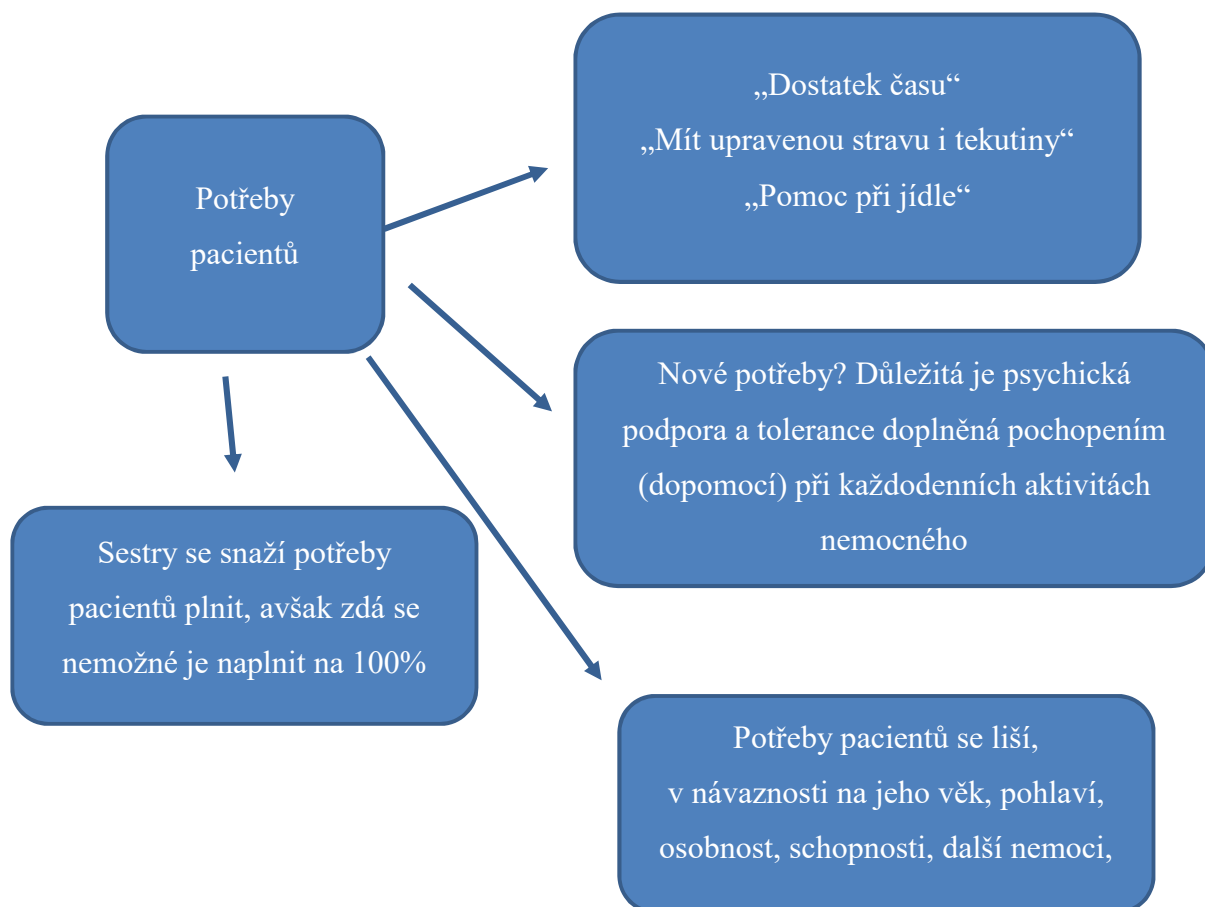 Potřeby
pacientů
„Dostatek času“
„Mít upravenou stravu i tekutiny“
„Pomoc při jídle“
Nové potřeby? Důležitá je psychická
podpora a tolerance doplněná pochopením
(dopomocí) při každodenních aktivitách
nemocného
Sestry se snaží potřeby
pacientů plnit, avšak zdá se
nemožné je naplnit na 100%
Potřeby pacientů se liší,
v návaznosti na jeho věk, pohlaví,
osobnost, schopnosti, další nemoci,